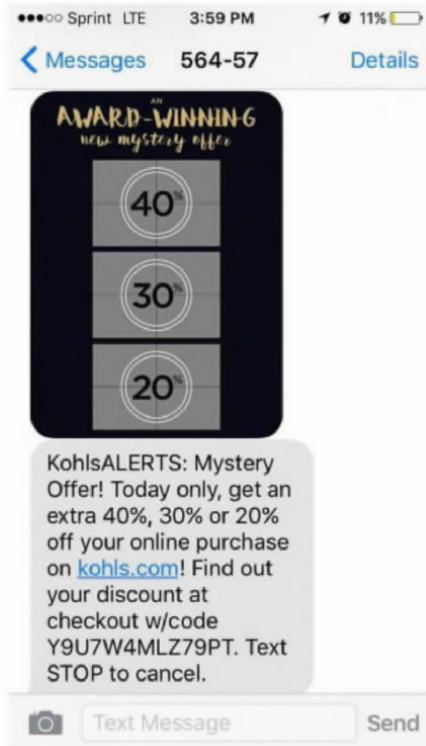 Sprint LTE 3:59 PM 11%
Messages 564-57 Details
AN
AWARD-WINNING
new mystery offer
40%
30%
20%
KohlsALERTS: Mystery
Offer! Today only, get an
extra 40%, 30% or 20%
off your online purchase
on kohls.com! Find out
your discount at
checkout w/code
Y9U7W4MLZ79PT. Text
STOP to cancel.
Text Message Send